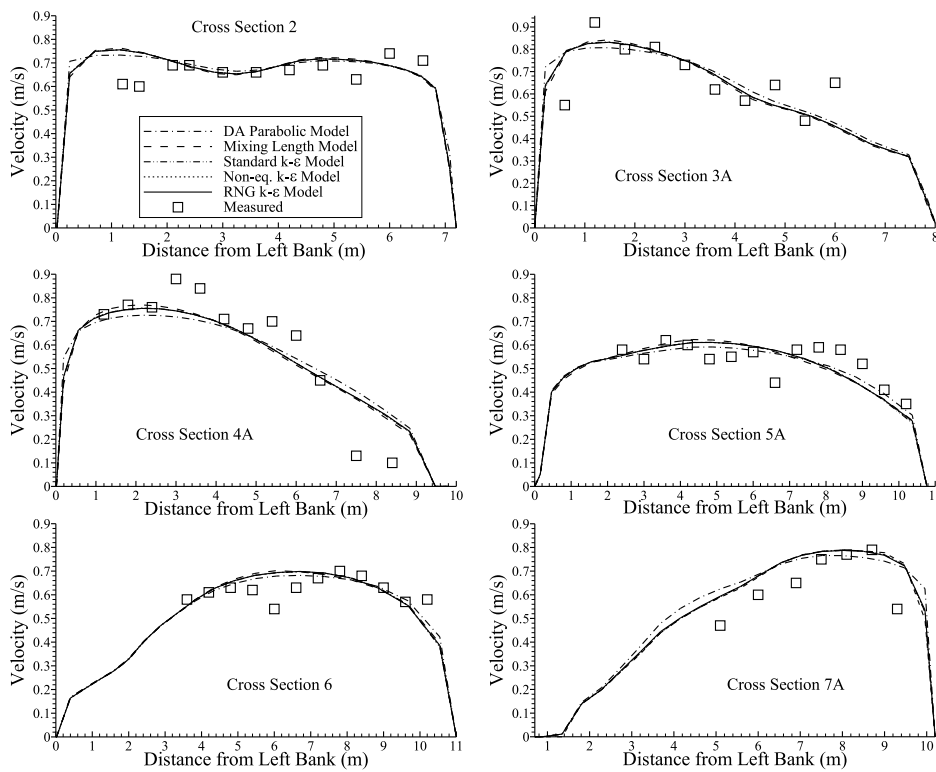 Cross Section 2
Velocity (m/s)
0.9
0.8
0.7
0.6
0.5
0.4
0.3
0.2
0.1
0
DA Parabolic Model
Mixing Length Model
Standard k-ε Model
Non-eq. k-ε Model
RNG k-ε Model
Measured
0 1 2 3 4 5 6 7
Distance from Left Bank (m)
Velocity (m/s)
0.9
0.8
0.7
0.6
0.5
0.4
0.3
0.2
0.1
0
Cross Section 3A
0 1 2 3 4 5 6 7 8
Distance from Left Bank (m)
Velocity (m/s)
0.9
0.8
0.7
0.6
0.5
0.4
0.3
0.2
0.1
0
Cross Section 4A
0 1 2 3 4 5 6 7 8 9 10
Distance from Left Bank (m)
Velocity (m/s)
0.9
0.8
0.7
0.6
0.5
0.4
0.3
0.2
0.1
0
Cross Section 5A
0 1 2 3 4 5 6 7 8 9 10 11
Distance from Left Bank (m)
Velocity (m/s)
0.9
0.8
0.7
0.6
0.5
0.4
0.3
0.2
0.1
0
Cross Section 6
0 1 2 3 4 5 6 7 8 9 10 11
Distance from Left Bank (m)
Velocity (m/s)
0.9
0.8
0.7
0.6
0.5
0.4
0.3
0.2
0.1
0
Cross Section 7A
1 2 3 4 5 6 7 8 9 10
Distance from Left Bank (m)